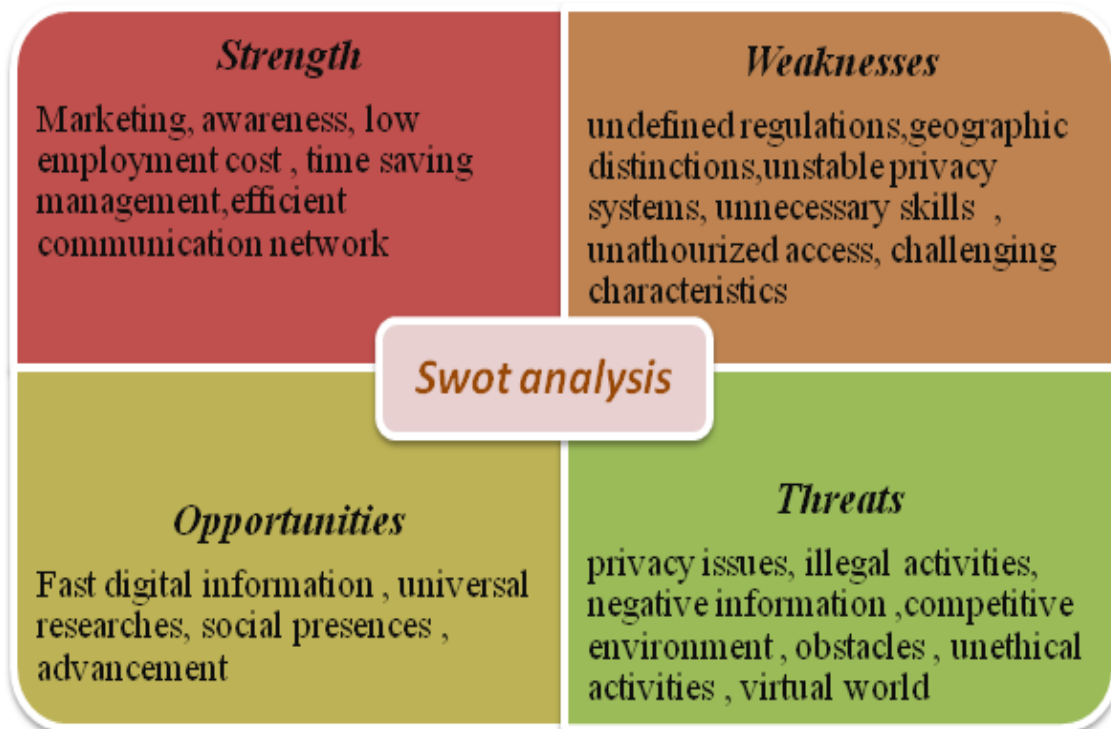 Strength
Marketing, awareness, low
employment cost , time saving
management,efficient
communication network
Weaknesses
undefined regulations,geographic
distinctions,unstable privacy
systems, unnecessary skills ,
unathourized access, challenging
characteristics
Swot analysis
Opportunities
Fast digital information , universal
researches, social presences ,
advancement
Threats
privacy issues, illegal activities,
negative information ,competitive
environment , obstacles , unethical
activities , virtual world